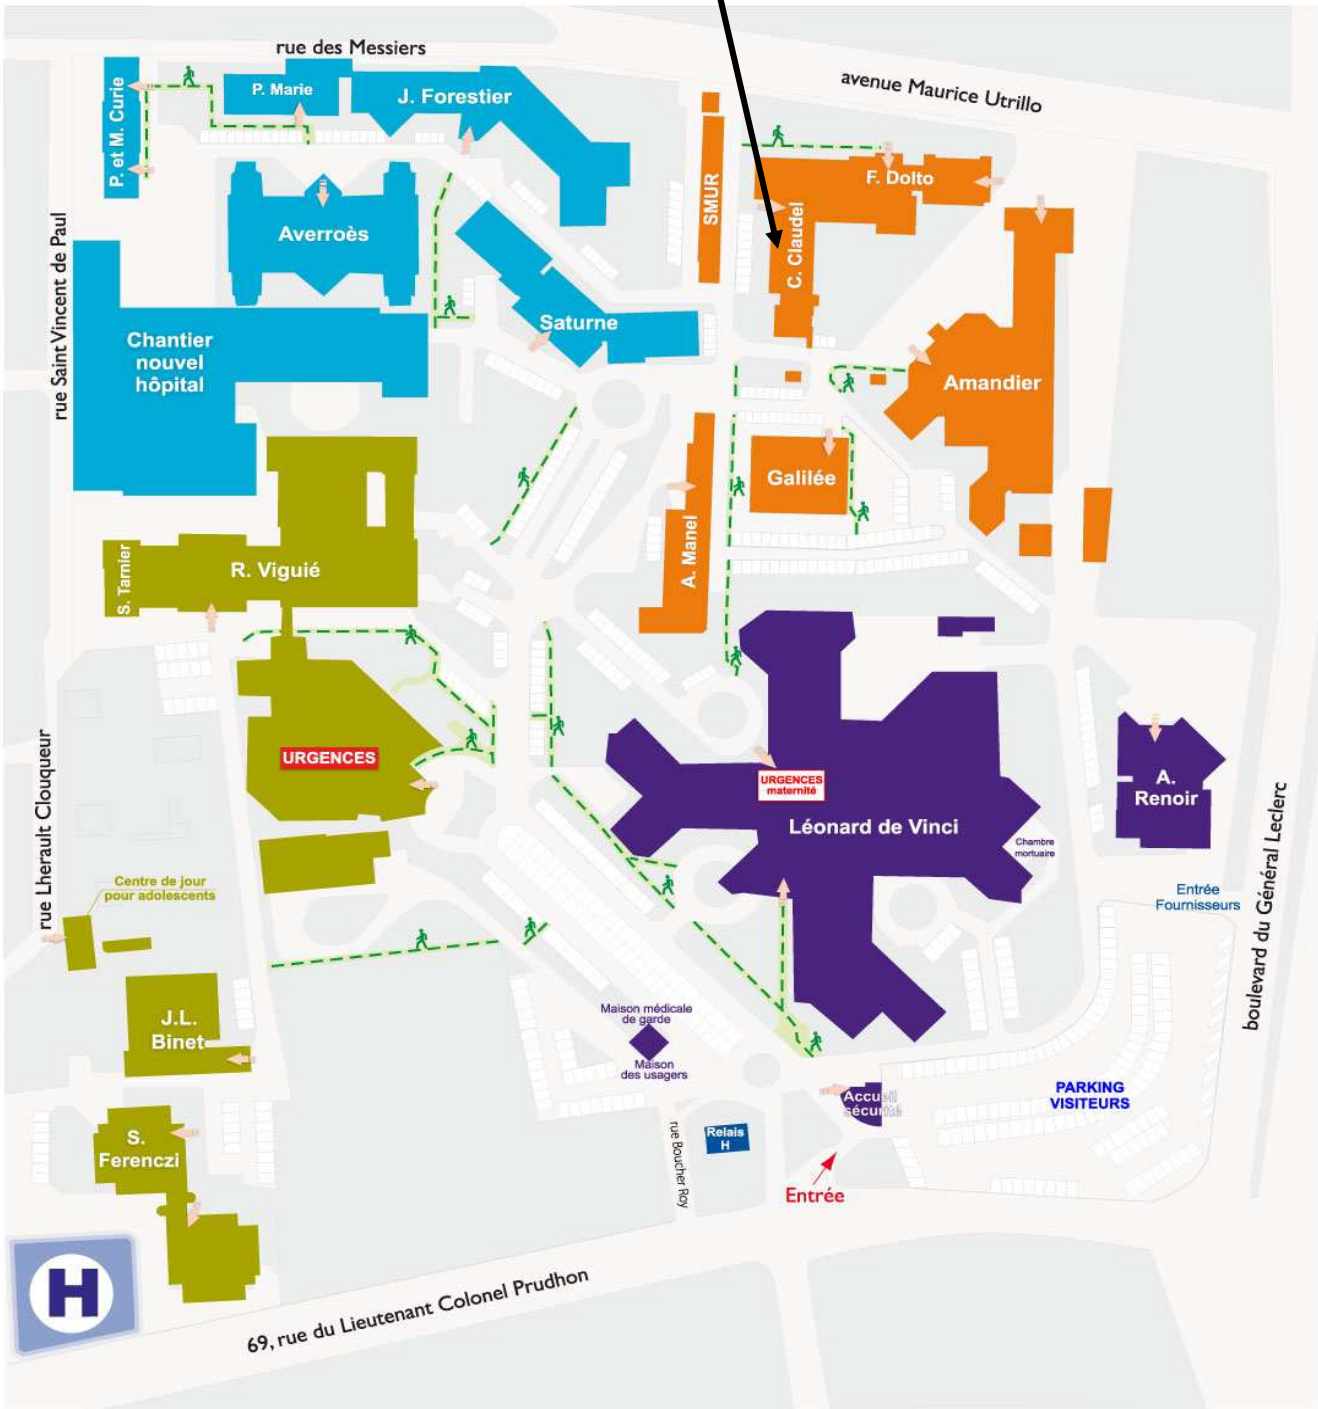 rue des Messiers
avenue Maurice Utrillo
P. et M. Curie
P. Marie
J. Forestier
SMUR
F. Dolto
C. Claudel
Averroès
rue Saint Vincent de Paul
Chantier
nouvel
hôpital
Saturne
Amandier
Galilée
A. Manel
S. Tarnier
R. Viguié
URGENCES
URGENCES
maternité
Léonard de Vinci
Chambre
mortuaire
A.
Renoir
rue Lherault Clouqueur
boulevard du Général Leclerc
Centre de jour
pour adolescents
Entrée
Fournisseurs
J.L.
Binet
Maison médicale
de garde
Maison
des usagers
PARKING
VISITEURS
Accueil
sécurité
S.
Ferenczi
rue Boucher Roy
Relais
H
Entrée
H
69, rue du Lieutenant Colonel Prudhon